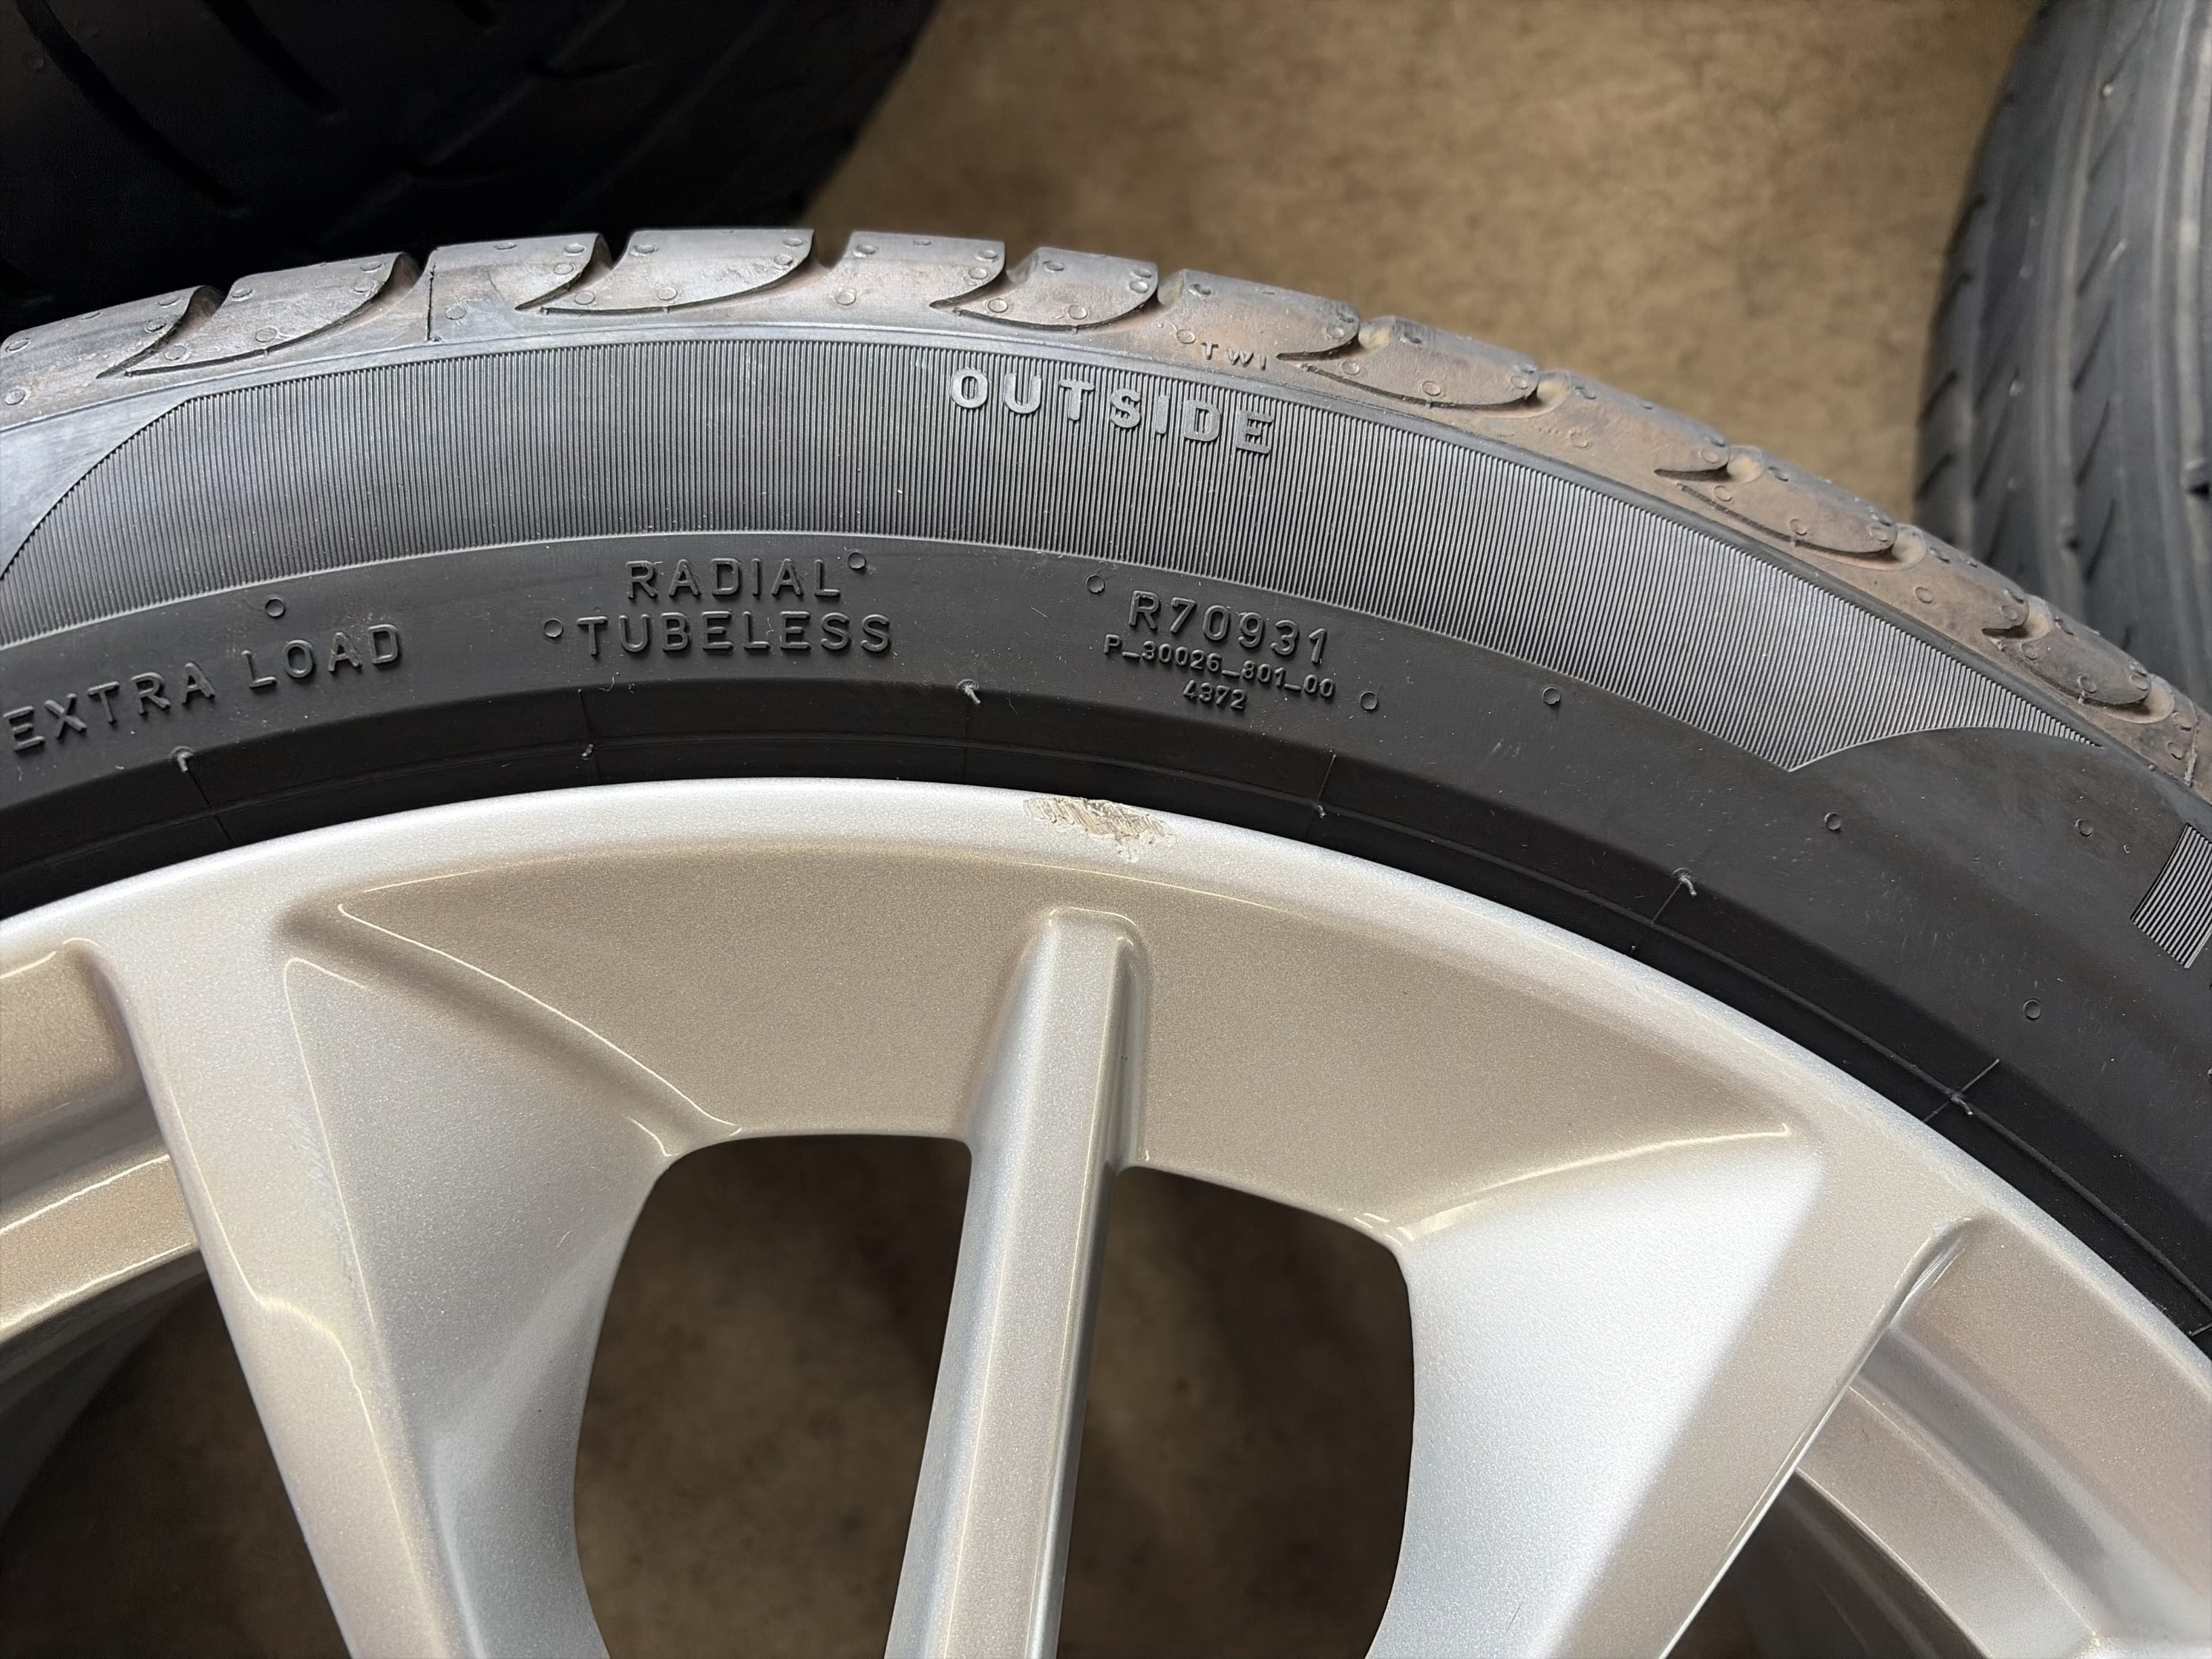 TWI
OUTSIDE
EXTRA LOAD
RADIAL
TUBELESS
R70931
P_30026_801_00
4372